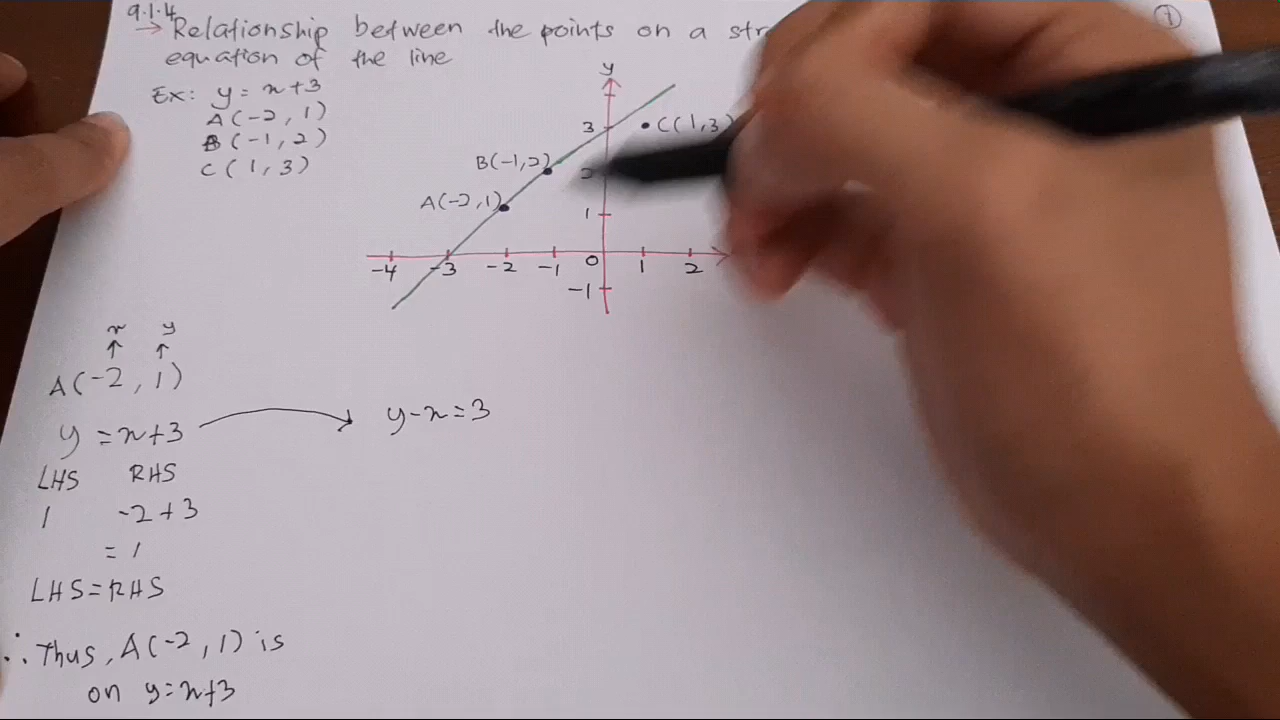 9.1.4
→ Relationship between the points on a
equation of the line
Ex: y = x+3
A(-2, 1)
B(-1, 2)
C(1, 3)
y
3
C(1,3)
B(-1,2)
2
A(-2,1)
1
-4 -3 -2 -1 0 1 2
-1
x y
↑ ↑
A(-2, 1)
y = x+3
y-x=3
LHS RHS
1 -2+3
= 1
LHS=RHS
∴ Thus, A(-2, 1) is
on y=x+3